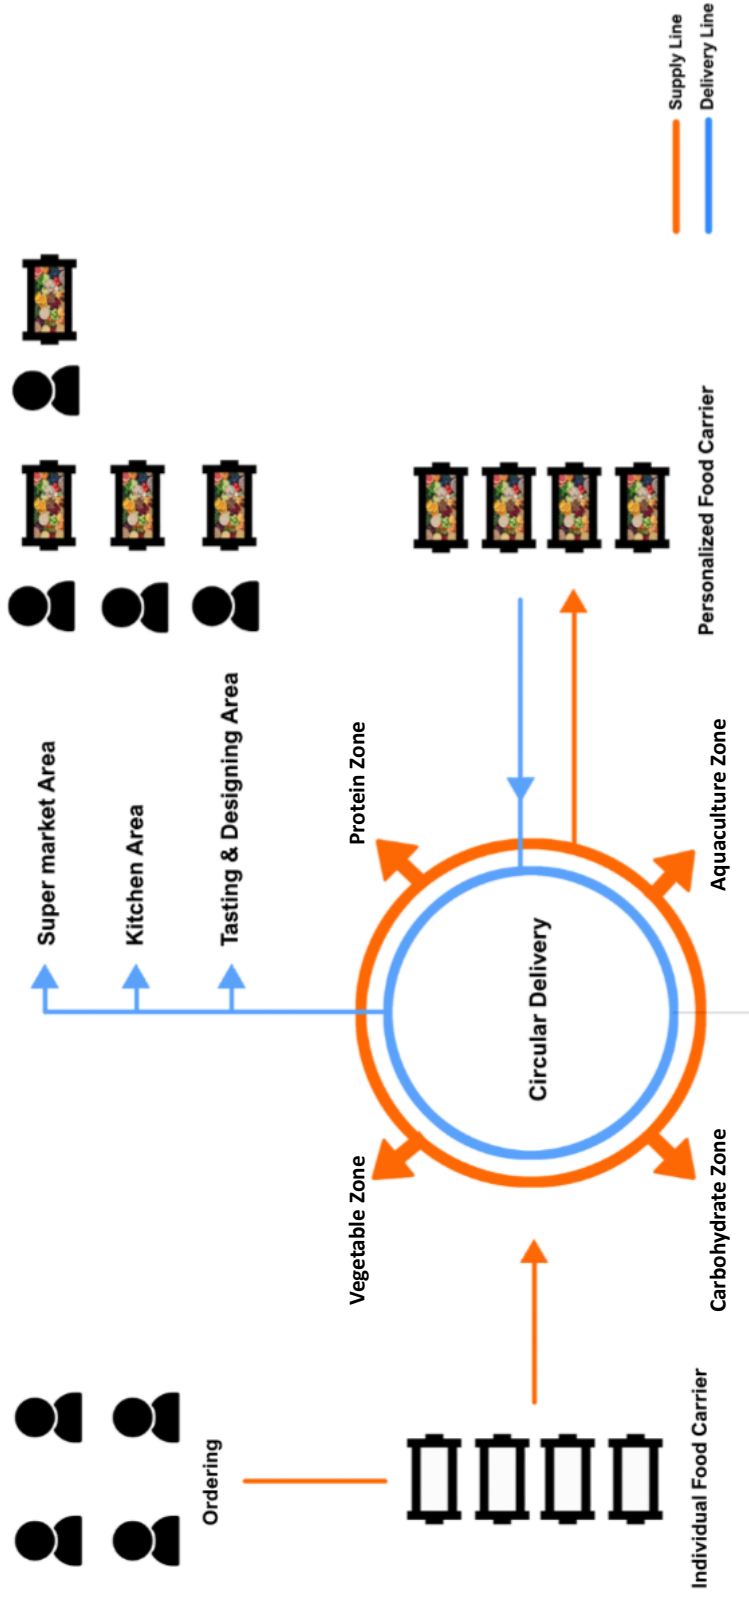 Super market Area
Kitchen Area
Tasting & Designing Area
Ordering
Vegetable Zone
Protein Zone
Circular Delivery
Carbohydrate Zone
Aquaculture Zone
Individual Food Carrier
Personalized Food Carrier
Supply Line
Delivery Line